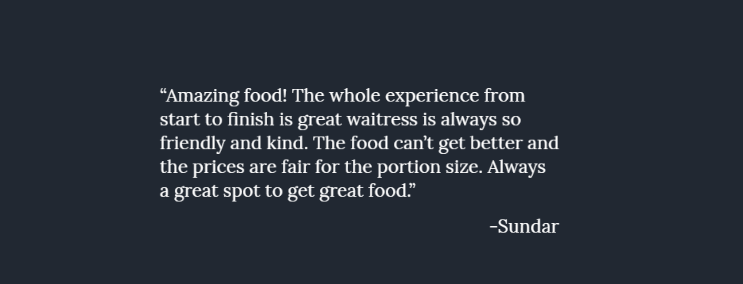 “Amazing food! The whole experience from
start to finish is great waitress is always so
friendly and kind. The food can’t get better and
the prices are fair for the portion size. Always
a great spot to get great food.”
-Sundar